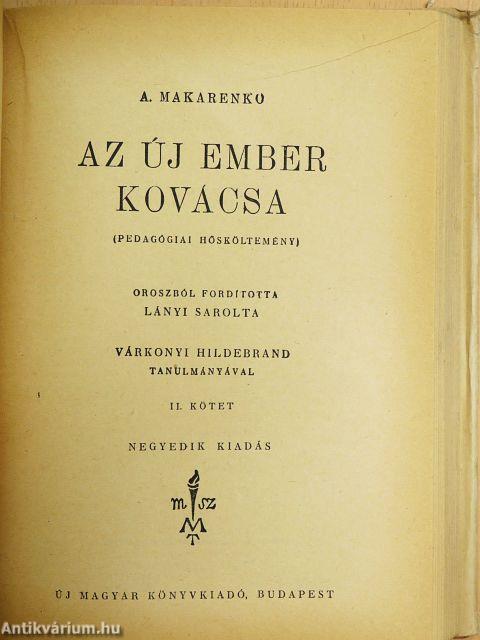 A. MAKARENKO
AZ ÚJ EMBER
KOVÁCSA
(PEDAGÓGIAI HŐSKÖLTEMÉNY)
OROSZBÓL FORDÍTOTTA
LÁNYI SAROLTA
VÁRKONYI HILDEBRAND
TANULMÁNYÁVAL
II. KÖTET
NEGYEDIK KIADÁS
m sz
M
T
ÚJ MAGYAR KÖNYVKIADÓ, BUDAPEST
Antikvárium.hu